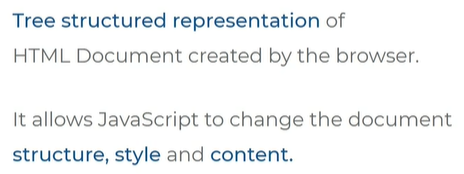 Tree structured representation of
HTML Document created by the browser.
It allows JavaScript to change the document
structure, style and content.